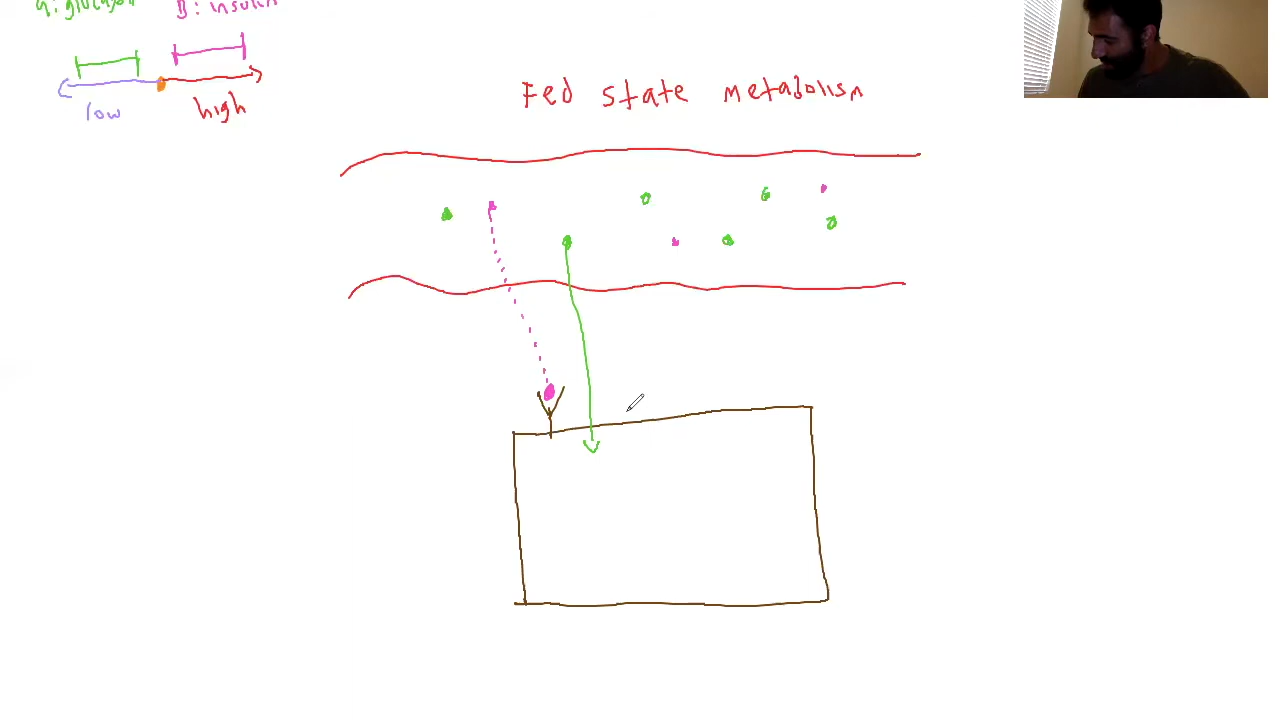 α: glucagon
β: insulin
low
high
Fed state metabolism